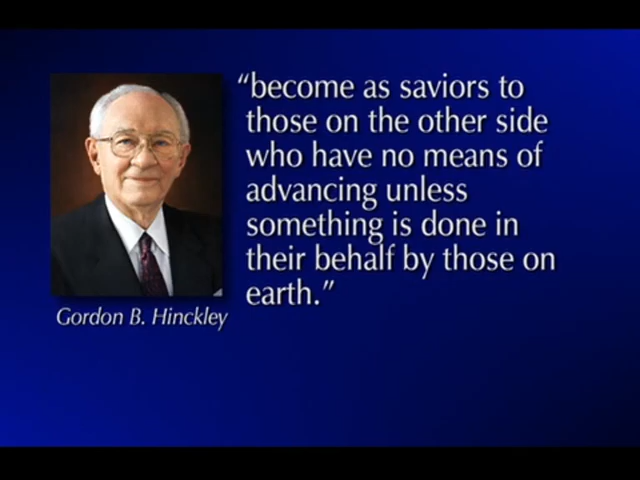 “become as saviors to
those on the other side
who have no means of
advancing unless
something is done in
their behalf by those on
earth.”
Gordon B. Hinckley